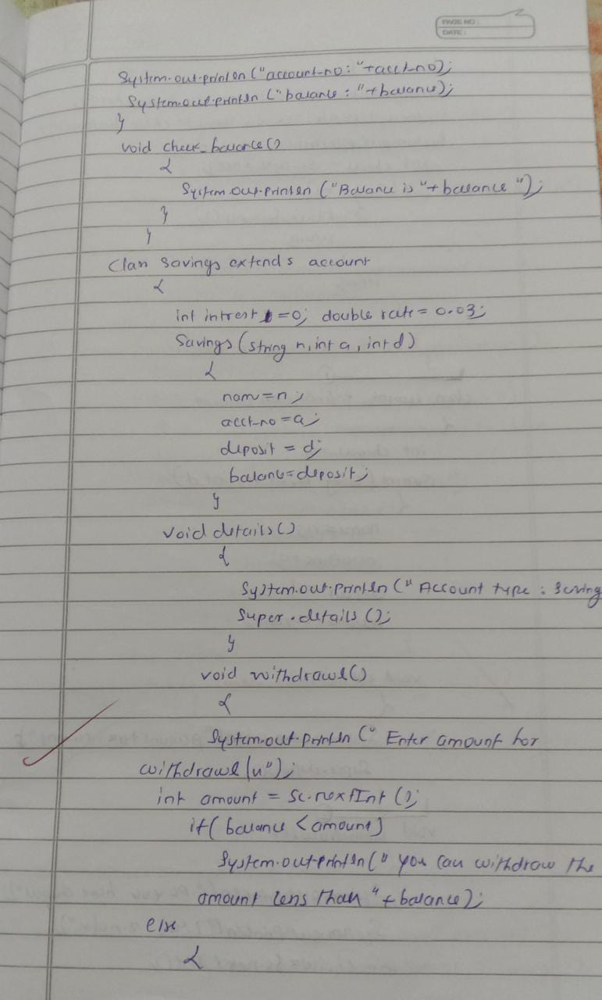 PAGE NO :
DATE :
System.out.println ("account-no: "+acct-no);
System.out.println ("balance : "+balance);
}
void check_balance()
{
System.out.println ("Balance is "+ balance ");
}
}
class Savings extends account
{
int intrest =0; double rate = 0.03;
Savings (string n, int a, int d)
{
nam=n;
acct-no =a;
deposit = d;
balance=deposit;
}
void details()
{
System.out.println (" Account type : Saving
Super.details ();
}
void withdrawl()
{
System.out.println (" Enter amount for
withdrawl \n");
int amount = Sc.nextInt ();
if( balance < amount)
System.out.println (" you can withdraw the
amount less than "+ balance);
else
{